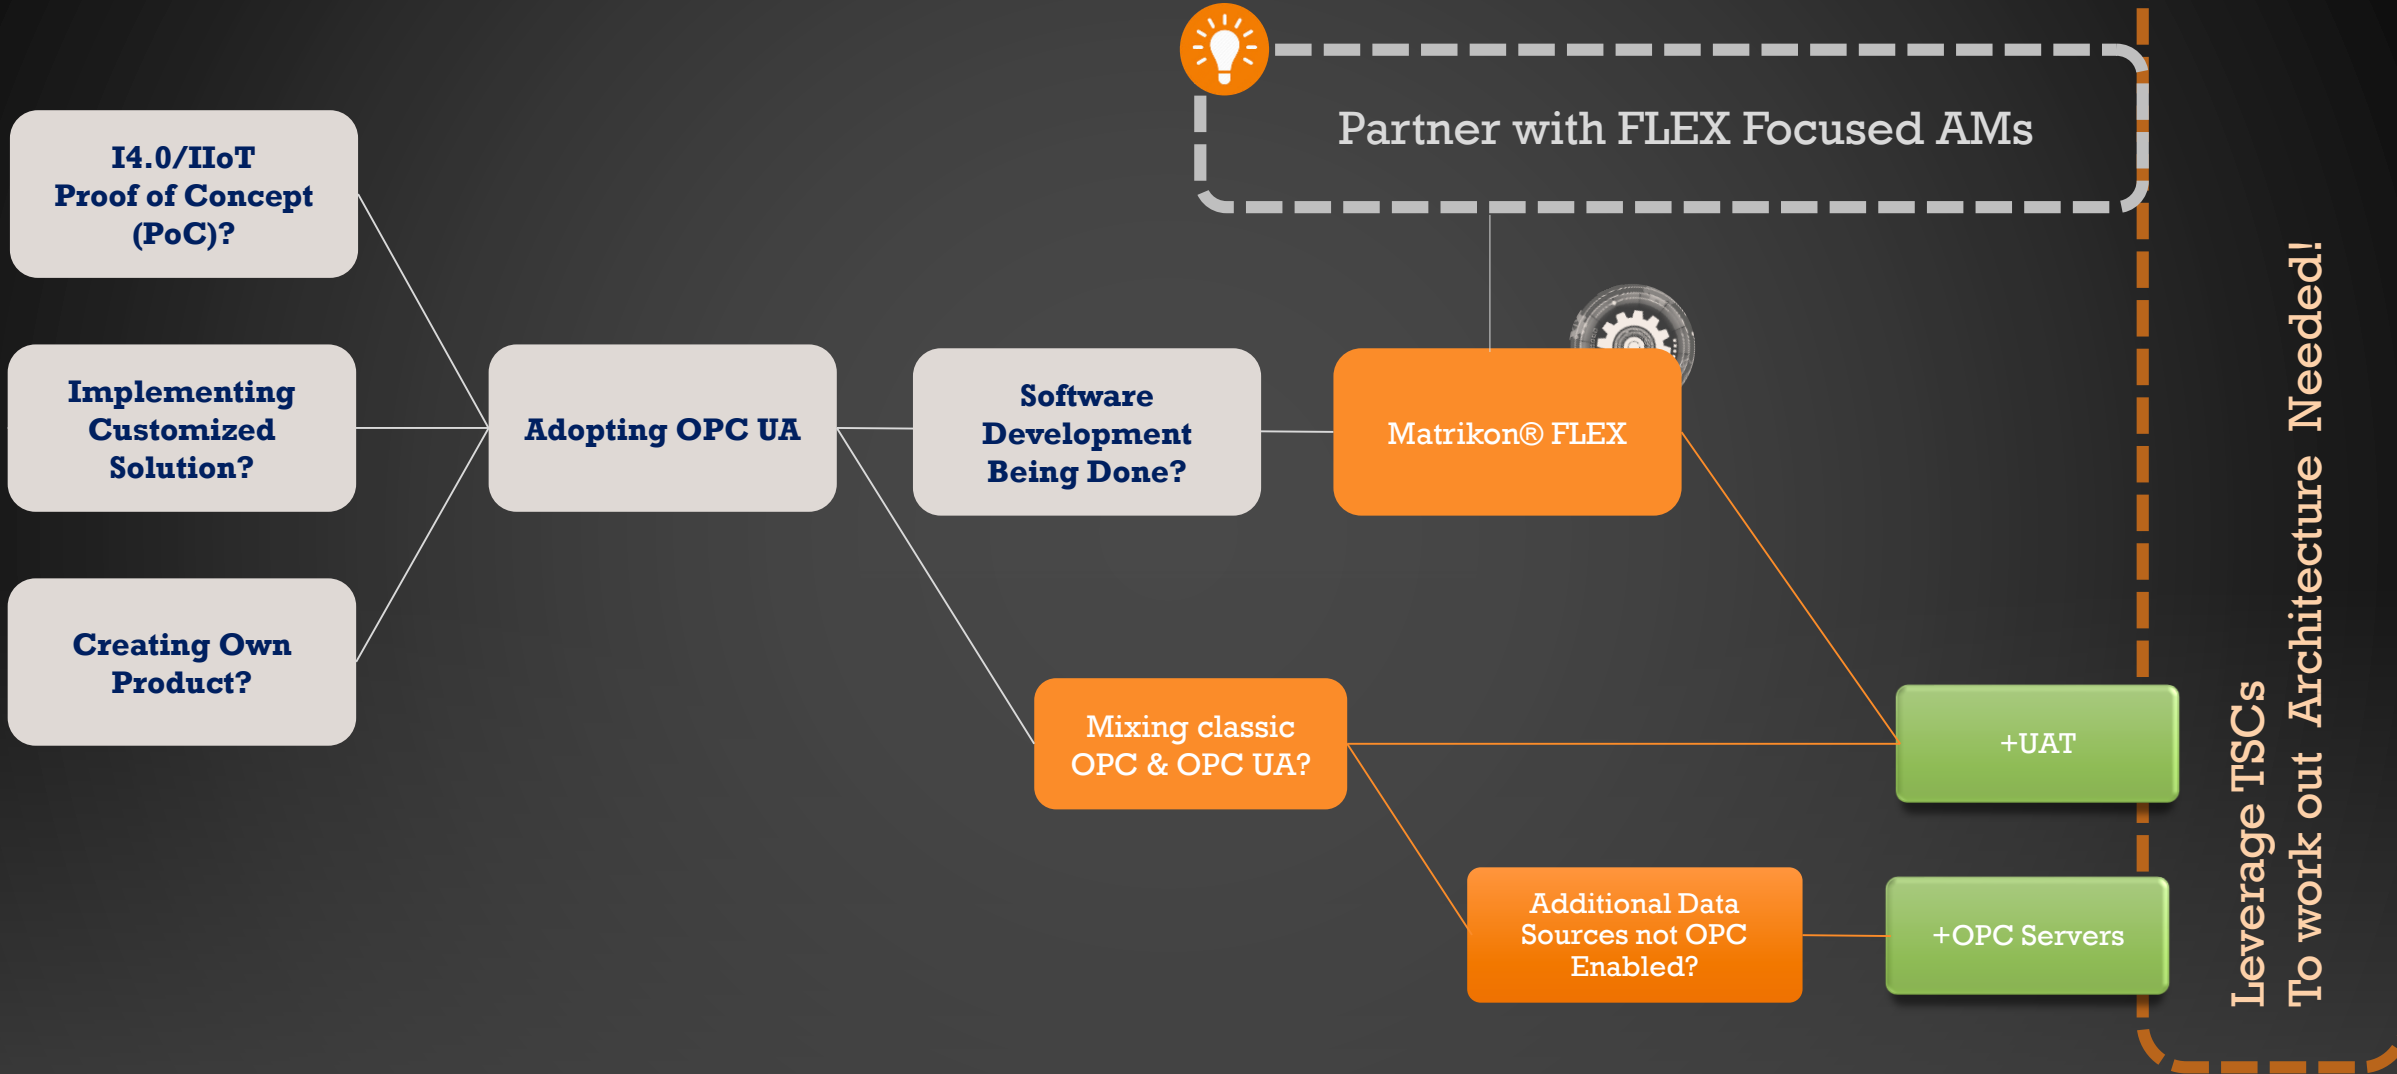 Partner with FLEX Focused AMs
I4.0/IIoT
Proof of Concept
(PoC)?
Implementing
Customized
Solution?
Creating Own
Product?
Adopting OPC UA
Software
Development
Being Done?
Matrikon® FLEX
Mixing classic
OPC & OPC UA?
Additional Data
Sources not OPC
Enabled?
+UAT
+OPC Servers
Leverage TSCs
To work out Architecture Needed!